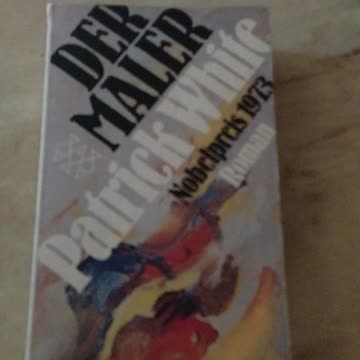 DER
MALER
Patrick White
Nobelpreis 1973
Roman